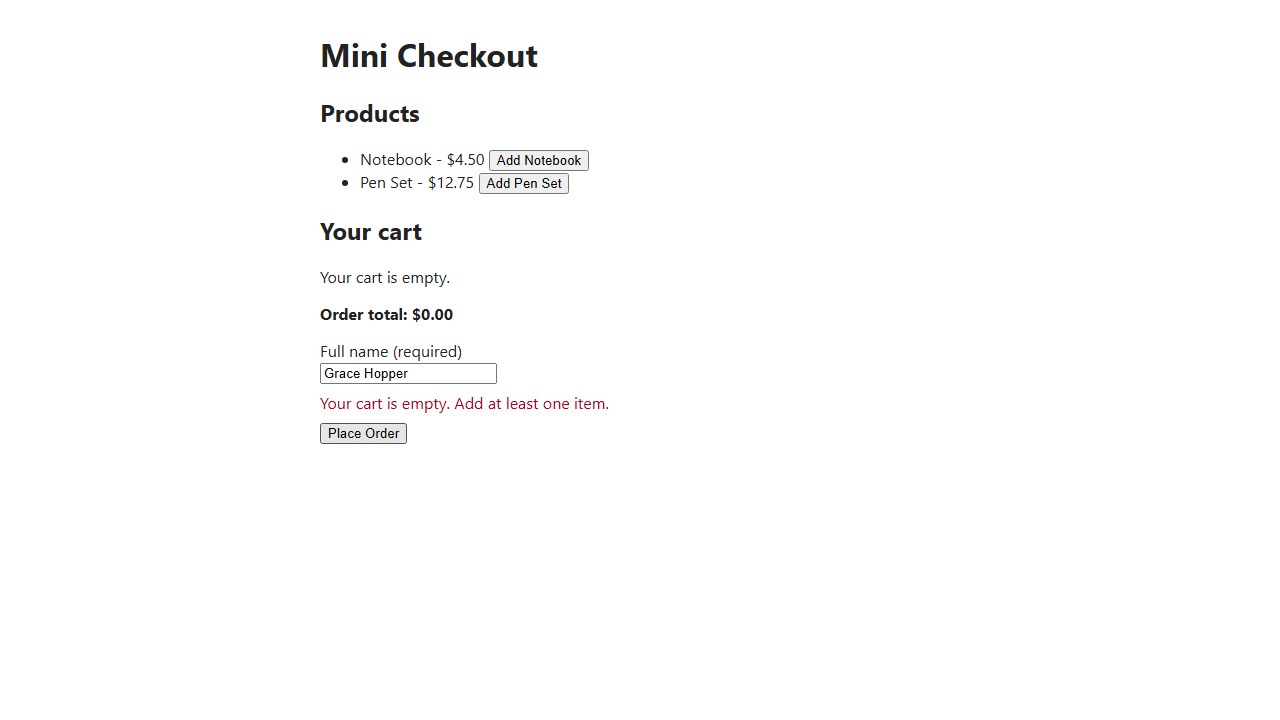 Mini Checkout
Products
Notebook - $4.50 Add Notebook
Pen Set - $12.75 Add Pen Set
Your cart
Your cart is empty.
Order total: $0.00
Full name (required)
Grace Hopper
Your cart is empty. Add at least one item.
Place Order